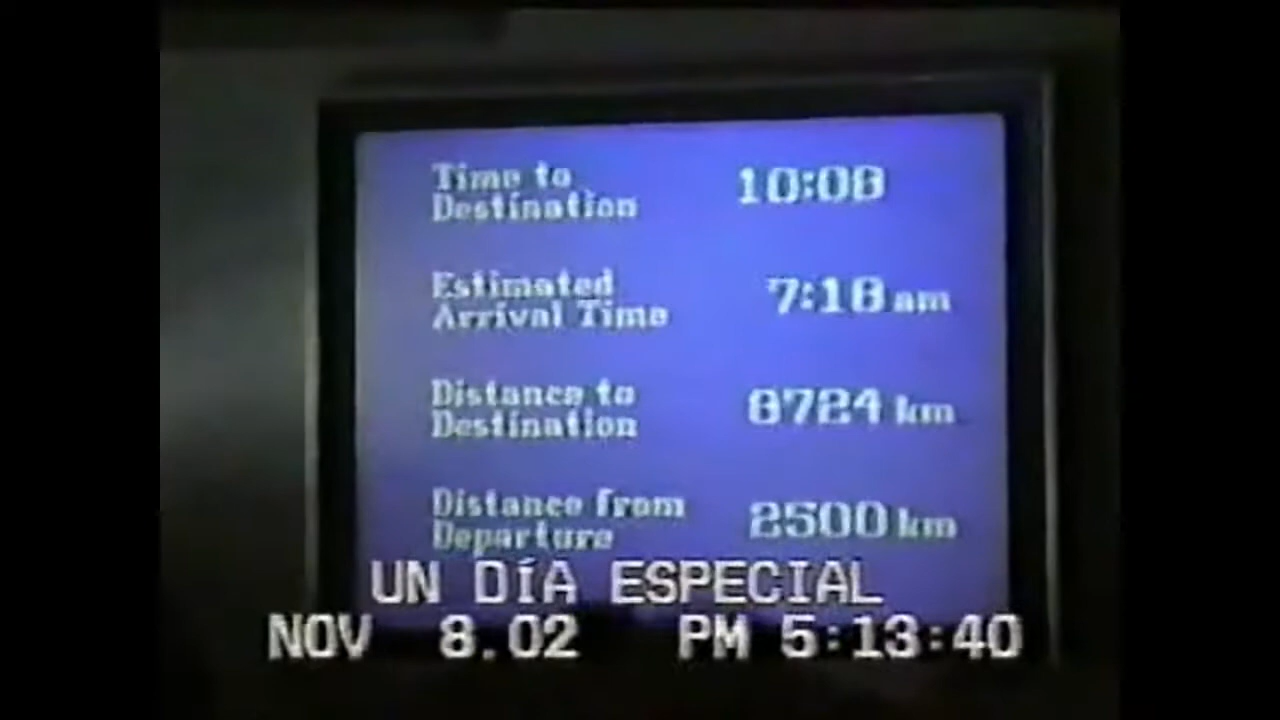 Time to
Destination
10:08
Estimated
Arrival Time
7:18 am
Distance to
Destination
8724 km
Distance from
Departure
2500 km
UN DÍA ESPECIAL
NOV 8.02 PM 5:13:40